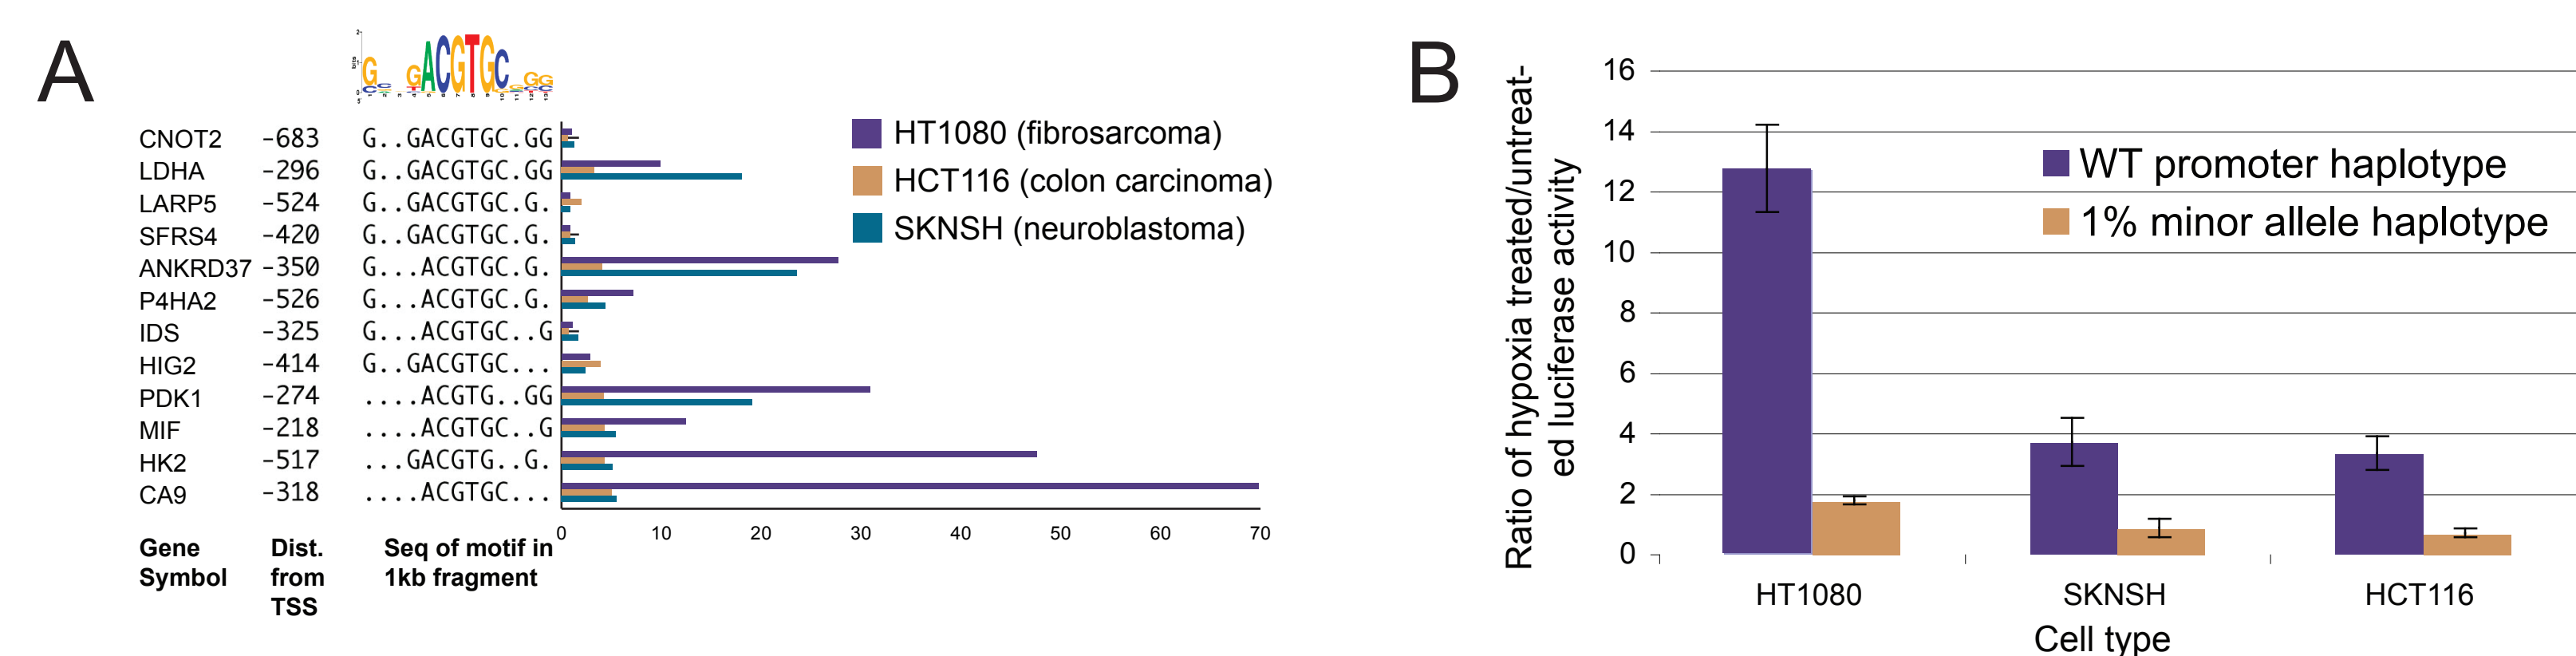 A
GACGTGC GG
CNOT2 -683 G..GACGTGC.GG
LDHA -296 G..GACGTGC.GG
LARP5 -524 G..GACGTGC.G.
SFRS4 -420 G..GACGTGC.G.
ANKRD37 -350 G...ACGTGC.G.
P4HA2 -526 G...ACGTGC.G.
IDS -325 G...ACGTGC..G
HIG2 -414 G..GACGTGC...
PDK1 -274 ....ACGTG..GG
MIF -218 ....ACGTGC..G
HK2 -517 ...GACGTG..G.
CA9 -318 ....ACGTGC...
0 10 20 30 40 50 60 70
Gene Symbol
Dist. from TSS
Seq of motif in
1kb fragment
HT1080 (fibrosarcoma)
HCT116 (colon carcinoma)
SKNSH (neuroblastoma)
B
Ratio of hypoxia treated/untreat-
ed luciferase activity
16
14
12
10
8
6
4
2
0
WT promoter haplotype
1% minor allele haplotype
HT1080 SKNSH HCT116
Cell type